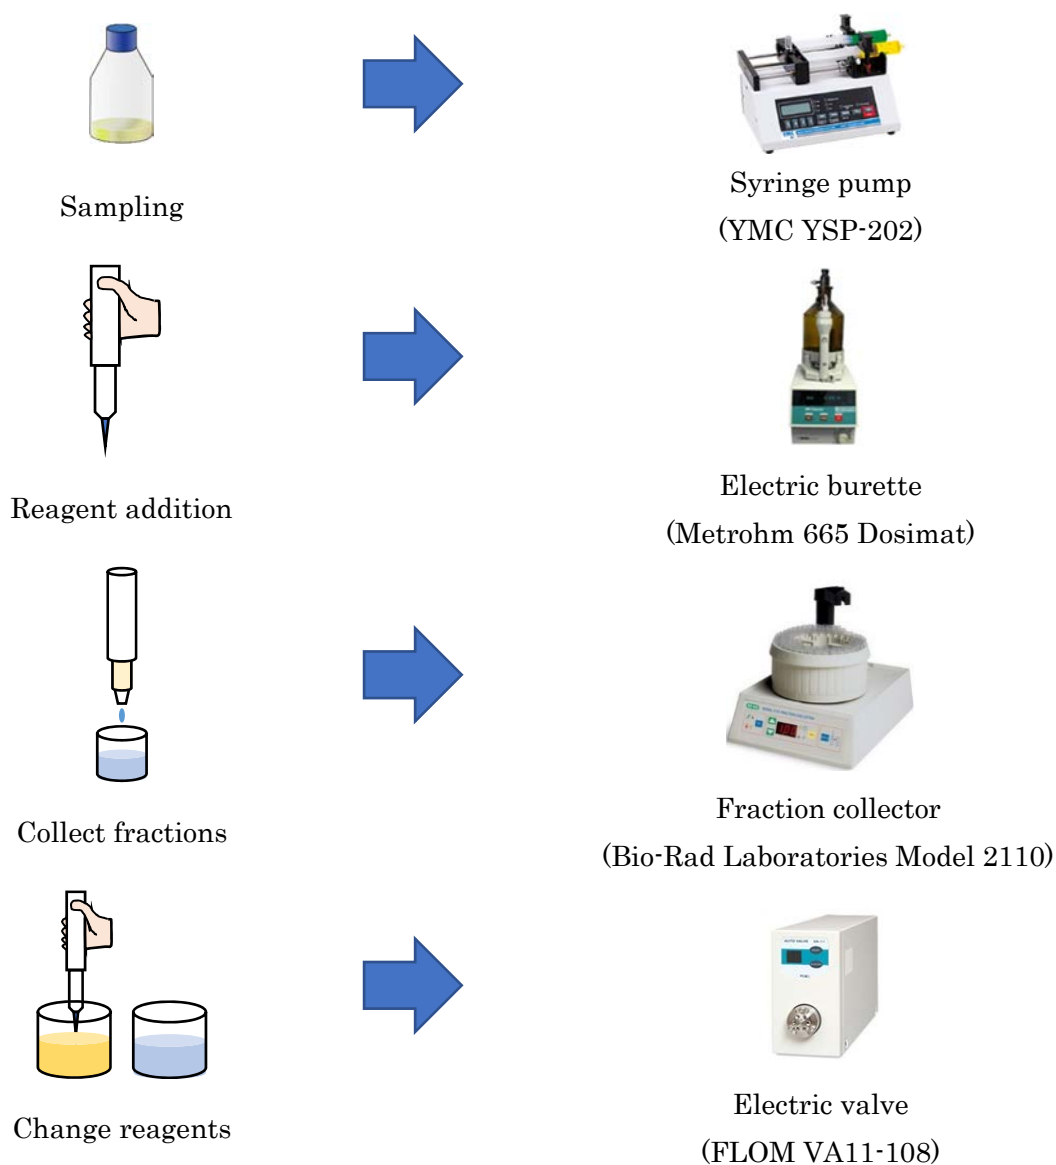 Sampling
Syringe pump
(YMC YSP-202)
Reagent addition
Electric burette
(Metrohm 665 Dosimat)
Collect fractions
Fraction collector
(Bio-Rad Laboratories Model 2110)
Change reagents
Electric valve
(FLOM VA11-108)